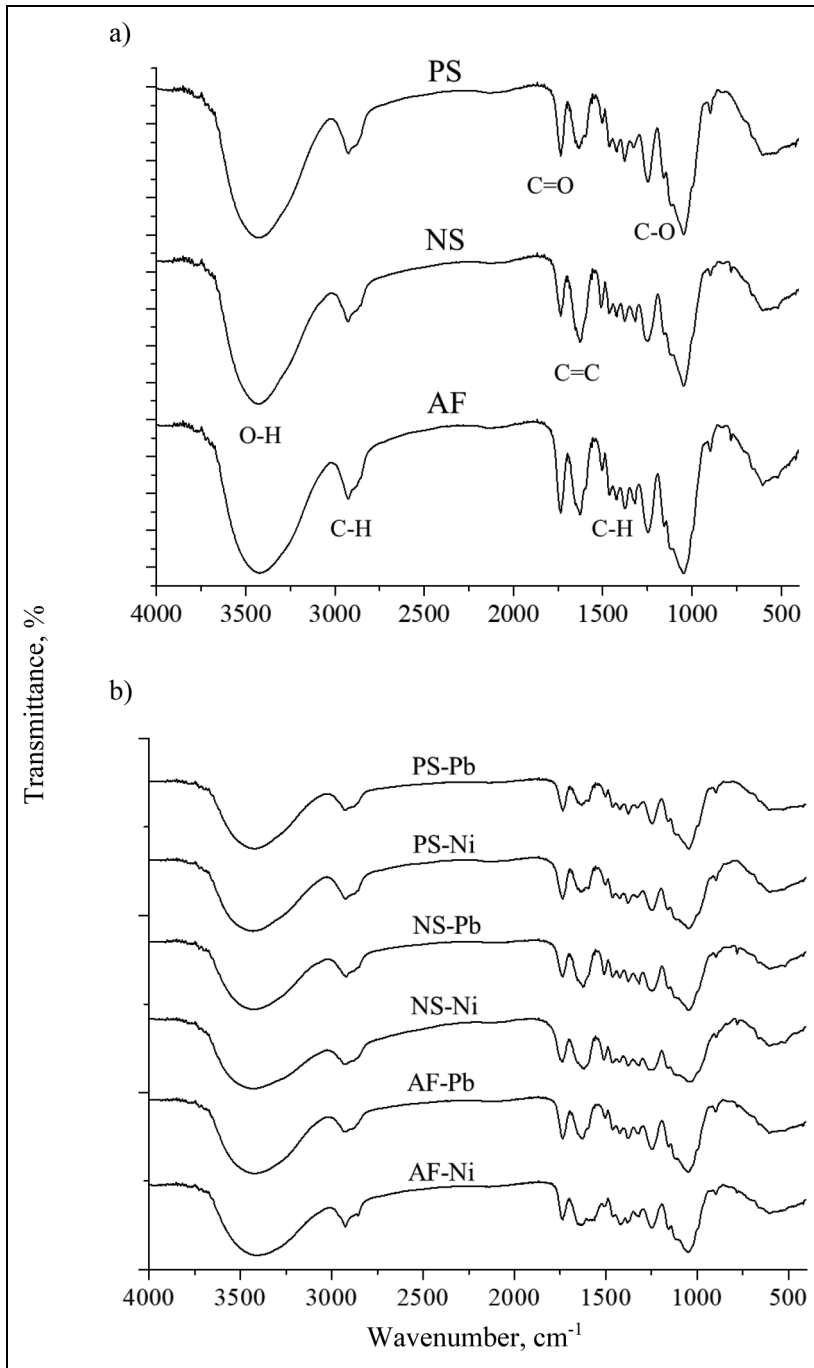 a)
PS
C=O
C-O
NS
C=C
AF
O-H
C-H
C-H
4000 3500 3000 2500 2000 1500 1000 500
Transmittance, %
b)
PS-Pb
PS-Ni
NS-Pb
NS-Ni
AF-Pb
AF-Ni
4000 3500 3000 2500 2000 1500 1000 500
Wavenumber, cm⁻¹